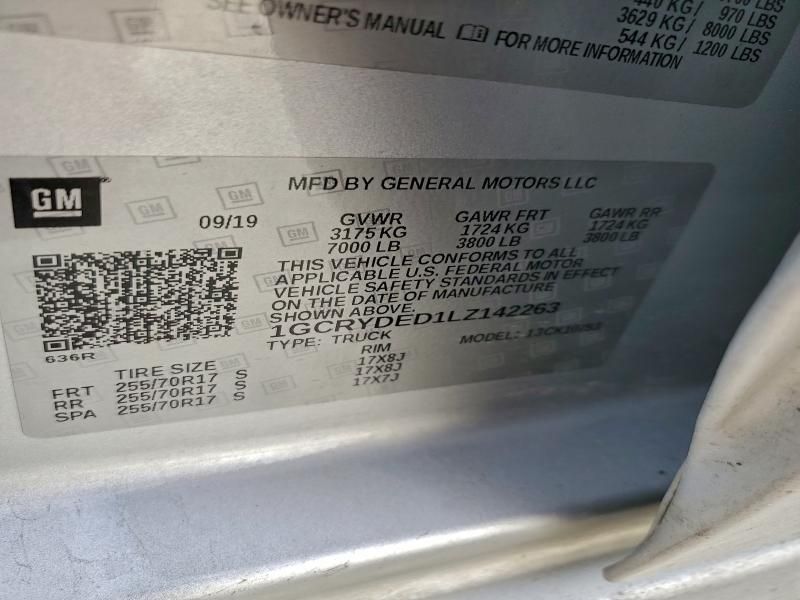 440 KG / 970 LBS
3629 KG / 8000 LBS
544 KG / 1200 LBS
SEE OWNER'S MANUAL FOR MORE INFORMATION
GM
MFD BY GENERAL MOTORS LLC
09/19 GVWR GAWR FRT GAWR RR
3175 KG 1724 KG 1724 KG
7000 LB 3800 LB 3800 LB
THIS VEHICLE CONFORMS TO ALL
APPLICABLE U.S. FEDERAL MOTOR
VEHICLE SAFETY STANDARDS IN EFFECT
ON THE DATE OF MANUFACTURE
SHOWN ABOVE.
1GCRYDED1LZ142263
TYPE: TRUCK MODEL:
636R
TIRE SIZE RIM
FRT 255/70R17 S 17X8J
RR 255/70R17 S 17X8J
SPA 255/70R17 S 17X7J